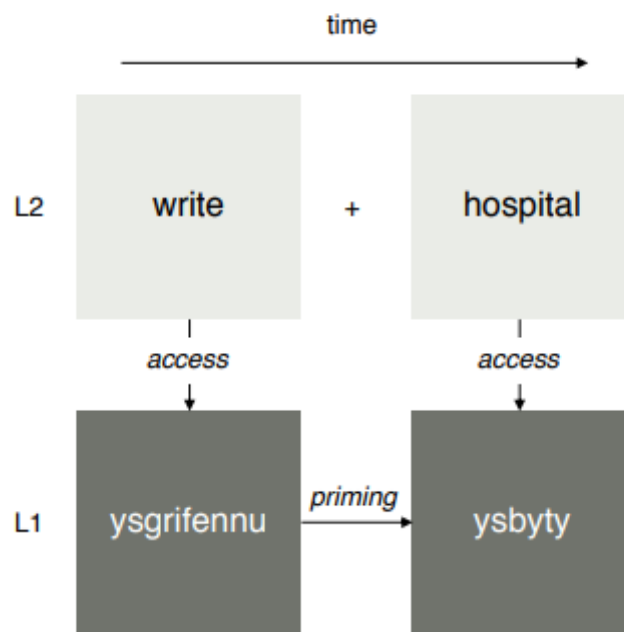 time
L2 write + hospital
access access
L1 ysgrifennu priming ysbyty